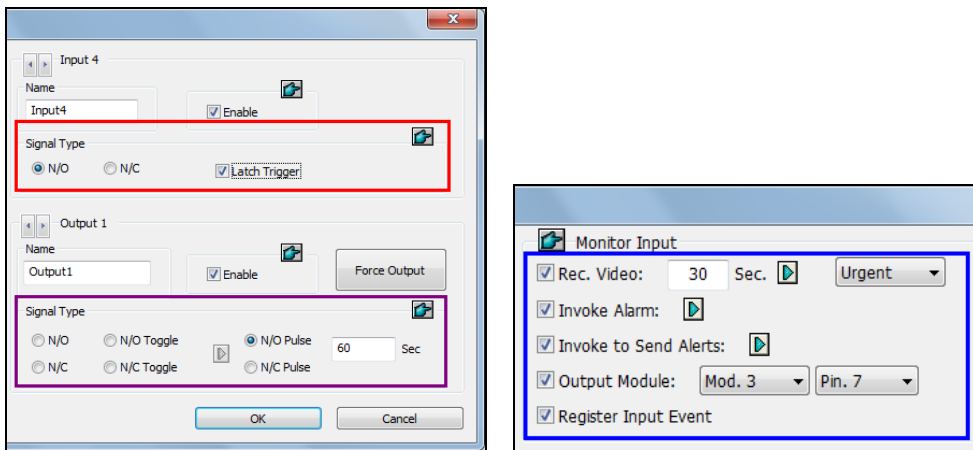 Input 4
Name
Input4
Enable
Signal Type
N/O N/C Latch Trigger
Output 1
Name
Output1
Enable
Force Output
Signal Type
N/O N/O Toggle N/O Pulse 60 Sec
N/C N/C Toggle N/C Pulse
OK Cancel
Monitor Input
Rec. Video: 30 Sec. Urgent
Invoke Alarm:
Invoke to Send Alerts:
Output Module: Mod. 3 Pin. 7
Register Input Event